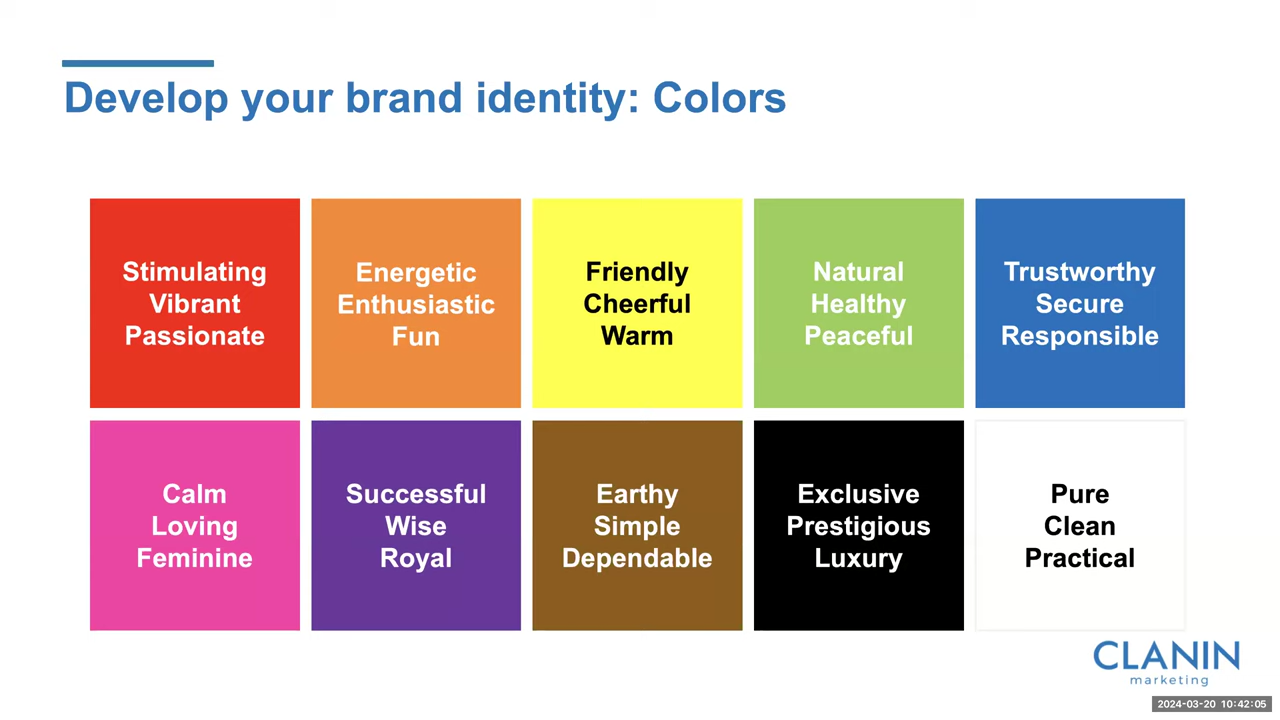 Develop your brand identity: Colors
Stimulating
Vibrant
Passionate
Energetic
Enthusiastic
Fun
Friendly
Cheerful
Warm
Natural
Healthy
Peaceful
Trustworthy
Secure
Responsible
Calm
Loving
Feminine
Successful
Wise
Royal
Earthy
Simple
Dependable
Exclusive
Prestigious
Luxury
Pure
Clean
Practical
CLANIN
marketing
2024-03-20 10:42:05